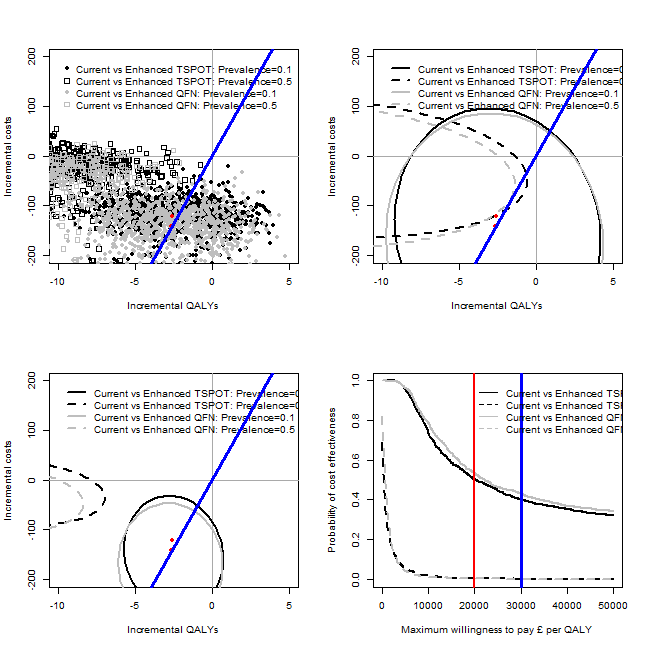 200
100
0
-100
-200
Incremental costs
Current vs Enhanced TSPOT: Prevalence=0.1
Current vs Enhanced TSPOT: Prevalence=0.5
Current vs Enhanced QFN: Prevalence=0.1
Current vs Enhanced QFN: Prevalence=0.5
-10 -5 0 5
Incremental QALYs
200
100
0
-100
-200
Incremental costs
Current vs Enhanced TSPOT: Prevalence=0
Current vs Enhanced TSPOT: Prevalence=0
Current vs Enhanced QFN: Prevalence=0.1
Current vs Enhanced QFN: Prevalence=0.5
-10 -5 0 5
Incremental QALYs
200
100
0
-100
-200
Incremental costs
Current vs Enhanced TSPOT: Prevalence=0
Current vs Enhanced TSPOT: Prevalence=0
Current vs Enhanced QFN: Prevalence=0.1
Current vs Enhanced QFN: Prevalence=0.5
-10 -5 0 5
Incremental QALYs
1.0
0.8
0.6
0.4
0.2
0.0
Probability of cost effectiveness
Current vs Enhanced TSP
Current vs Enhanced TSP
Current vs Enhanced QFN
Current vs Enhanced QFN
0 10000 20000 30000 40000 50000
Maximum willingness to pay £ per QALY